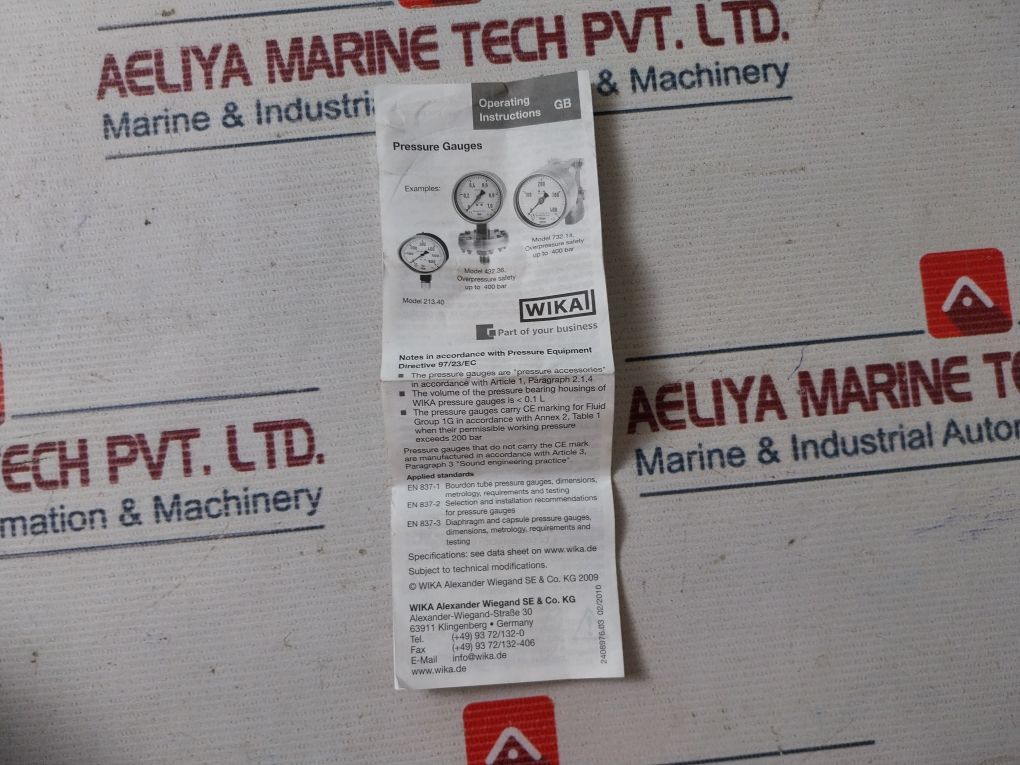 AELIYA MARINE TECH PVT. LTD.
Marine & Industri
& Machinery
Operating
Instructions GB
Pressure Gauges
Examples:
Model 732.14,
Overpressure safety
up to 400 bar
Model 432.36,
Overpressure safety
up to 400 bar
Model 213.40
WIKA
Part of your business
Notes in accordance with Pressure Equipment
Directive 97/23/EC
■ The pressure gauges are "pressure accessories"
in accordance with Article 1, Paragraph 2.1.4
■ The volume of the pressure bearing housings of
WIKA pressure gauges is < 0.1 L
■ The pressure gauges carry CE marking for Fluid
Group 1G in accordance with Annex 2, Table 1
when their permissible working pressure
exceeds 200 bar
Pressure gauges that do not carry the CE mark
are manufactured in accordance with Article 3,
Paragraph 3 "Sound engineering practice".
Applied standards
EN 837-1 Bourdon tube pressure gauges, dimensions,
metrology, requirements and testing
EN 837-2 Selection and installation recommendations
for pressure gauges
EN 837-3 Diaphragm and capsule pressure gauges,
dimensions, metrology, requirements and
testing
Specifications: see data sheet on www.wika.de
Subject to technical modifications.
© WIKA Alexander Wiegand SE & Co. KG 2009
WIKA Alexander Wiegand SE & Co. KG
Alexander-Wiegand-Straße 30
63911 Klingenberg • Germany
Tel. (+49) 93 72/132-0
Fax (+49) 93 72/132-406
E-Mail info@wika.de
www.wika.de
2408976.03 02/2010
AELIYA MARINE TE
Marine & Industrial Autom
ECH PVT. LTD.
mation & Machinery